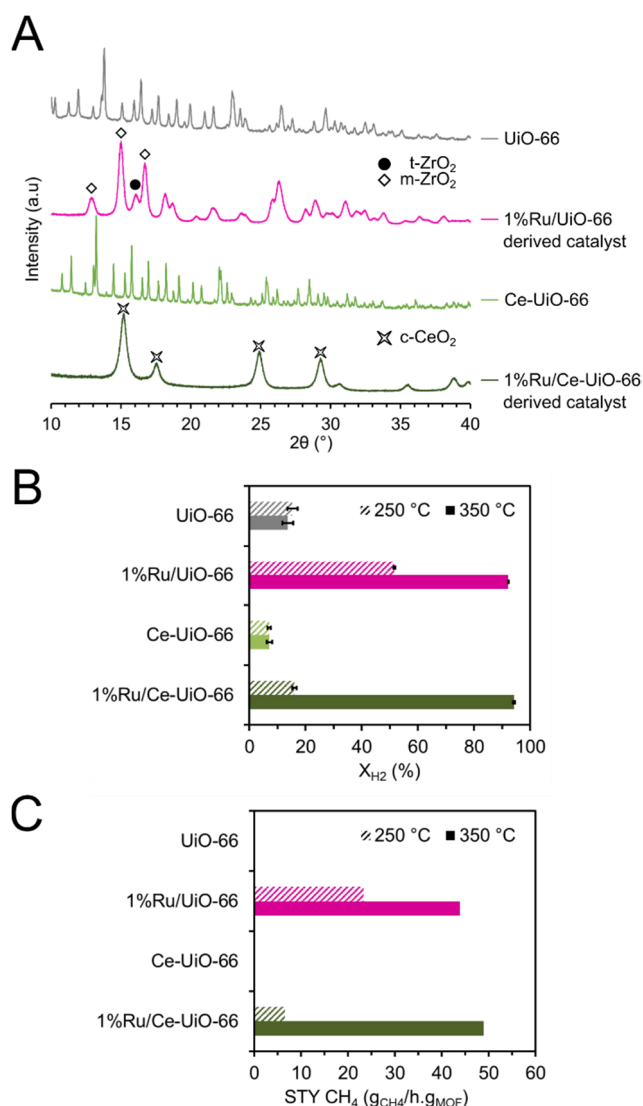 A
Intensity (a.u)
UiO-66
t-ZrO₂
m-ZrO₂
1%Ru/UiO-66
derived catalyst
Ce-UiO-66
c-CeO₂
1%Ru/Ce-UiO-66
derived catalyst
10 15 20 25 30 35 40
2θ (°)
B
250 °C 350 °C
UiO-66
1%Ru/UiO-66
Ce-UiO-66
1%Ru/Ce-UiO-66
0 20 40 60 80 100
X_H2 (%)
C
250 °C 350 °C
UiO-66
1%Ru/UiO-66
Ce-UiO-66
1%Ru/Ce-UiO-66
0 10 20 30 40 50 60
STY CH₄ (g_CH4/h.g_MOF)